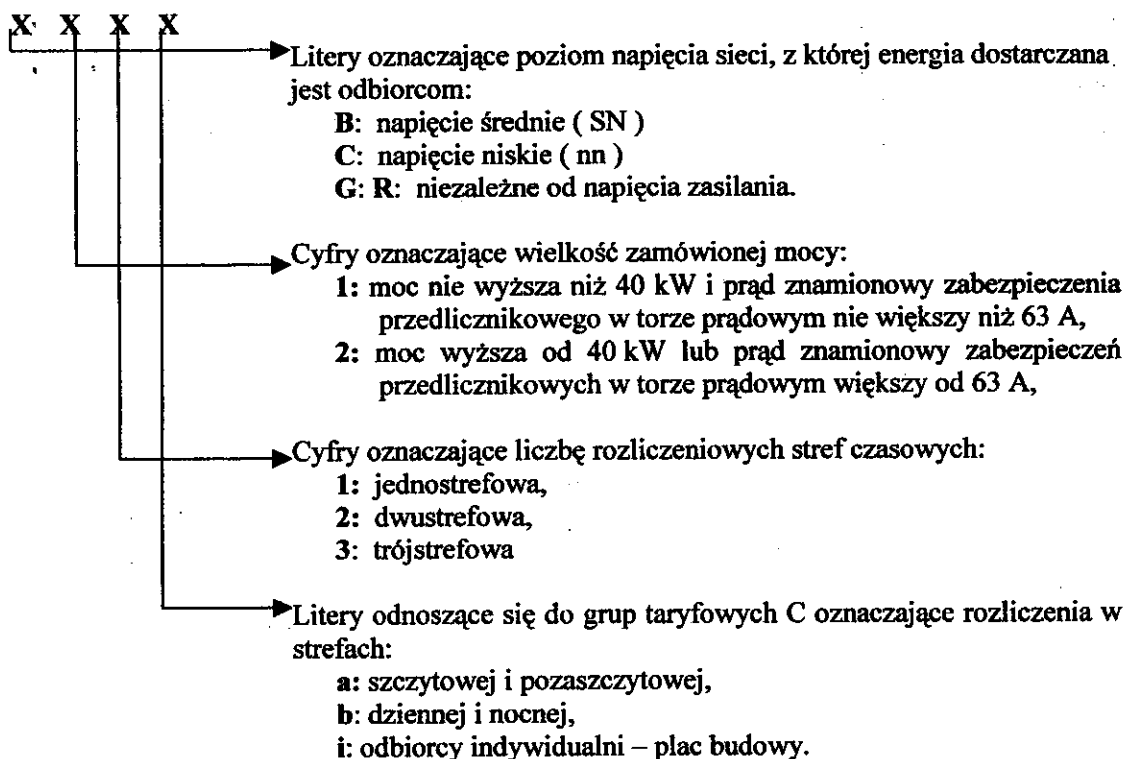 X X X X
Litery oznaczające poziom napięcia sieci, z której energia dostarczana
jest odbiorcom:
B: napięcie średnie ( SN )
C: napięcie niskie ( nn )
G: R: niezależne od napięcia zasilania.
Cyfry oznaczające wielkość zamówionej mocy:
1: moc nie wyższa niż 40 kW i prąd znamionowy zabezpieczenia
przedlicznikowego w torze prądowym nie większy niż 63 A,
2: moc wyższa od 40 kW lub prąd znamionowy zabezpieczeń
przedlicznikowych w torze prądowym większy od 63 A,
Cyfry oznaczające liczbę rozliczeniowych stref czasowych:
1: jednostrefowa,
2: dwustrefowa,
3: trójstrefowa
Litery odnoszące się do grup taryfowych C oznaczające rozliczenia w
strefach:
a: szczytowej i pozaszczytowej,
b: dziennej i nocnej,
i: odbiorcy indywidualni – plac budowy.